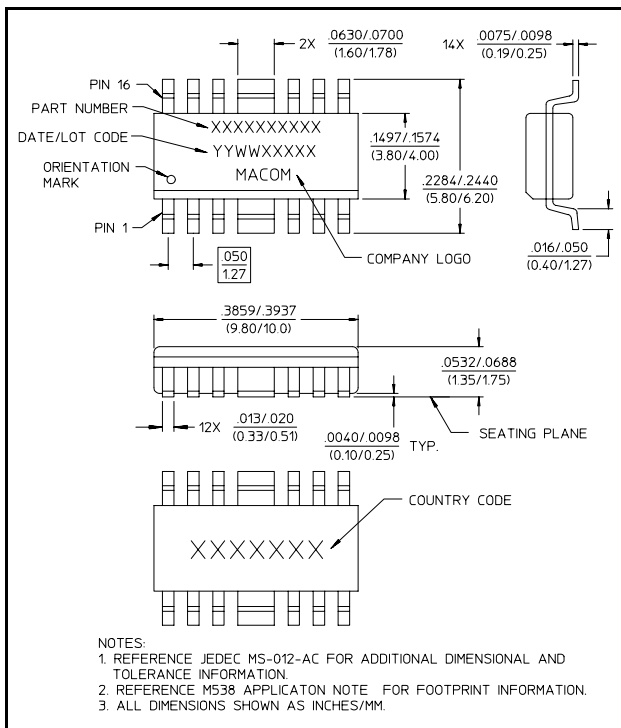 2X .0630/.0700
(1.60/1.78)
14X .0075/.0098
(0.19/0.25)
PIN 16
PART NUMBER
XXXXXXXXXX
DATE/LOT CODE
YYWWXXXXX
.1497/.1574
(3.80/4.00)
ORIENTATION
MARK
MACOM
.2284/.2440
(5.80/6.20)
PIN 1
.050
1.27
COMPANY LOGO
.016/.050
(0.40/1.27)
.3859/.3937
(9.80/10.0)
.0532/.0688
(1.35/1.75)
12X .013/.020
(0.33/0.51)
.0040/.0098 TYP.
(0.10/0.25)
SEATING PLANE
COUNTRY CODE
XXXXXXX
NOTES:
1. REFERENCE JEDEC MS-012-AC FOR ADDITIONAL DIMENSIONAL AND
TOLERANCE INFORMATION.
2. REFERENCE M538 APPLICATON NOTE FOR FOOTPRINT INFORMATION.
3. ALL DIMENSIONS SHOWN AS INCHES/MM.